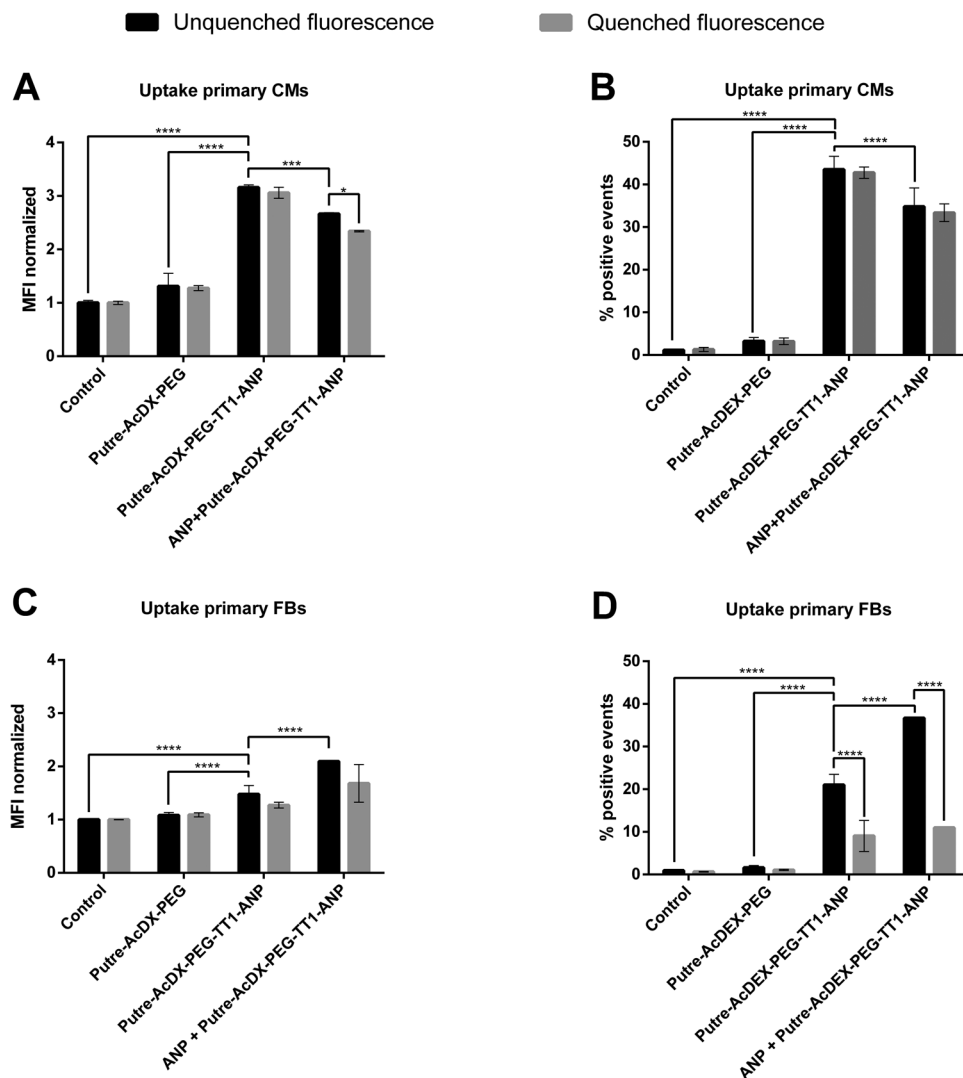 Unquenched fluorescence
Quenched fluorescence
A
Uptake primary CMs
MFI normalized
4
3
2
1
0
****
****
***
*
Control
Putre-AcDX-PEG
Putre-AcDX-PEG-TT1-ANP
ANP+Putre-AcDX-PEG-TT1-ANP
B
Uptake primary CMs
% positive events
50
40
30
20
10
0
****
****
****
Control
Putre-AcDEX-PEG
Putre-AcDEX-PEG-TT1-ANP
ANP+Putre-AcDEX-PEG-TT1-ANP
C
Uptake primary FBs
MFI normalized
4
3
2
1
0
****
****
****
Control
Putre-AcDX-PEG
Putre-AcDX-PEG-TT1-ANP
ANP + Putre-AcDX-PEG-TT1-ANP
D
Uptake primary FBs
% positive events
50
40
30
20
10
0
****
****
****
****
****
Control
Putre-AcDEX-PEG
Putre-AcDEX-PEG-TT1-ANP
ANP + Putre-AcDEX-PEG-TT1-ANP